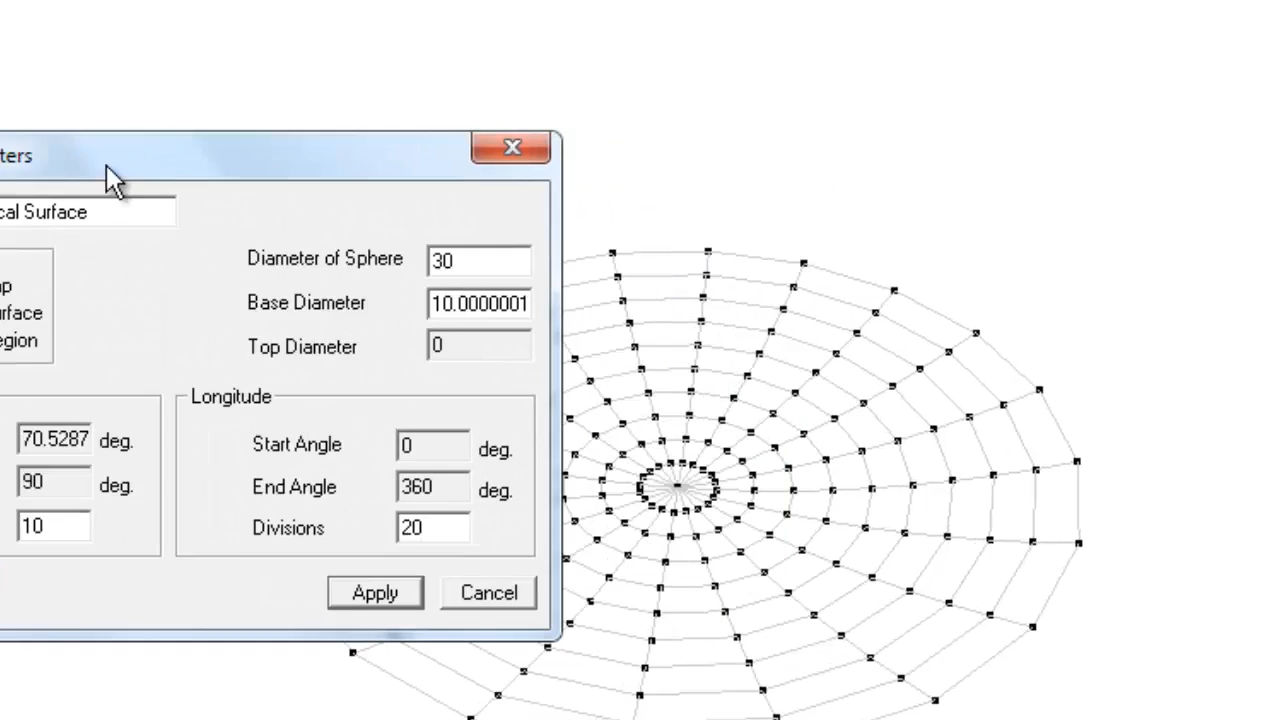 ters
cal Surface
Diameter of Sphere 30
Base Diameter 10.0000001
Top Diameter 0
ap
urface
egion
Longitude
70.5287 deg.
90 deg.
10
Start Angle 0 deg.
End Angle 360 deg.
Divisions 20
Apply Cancel